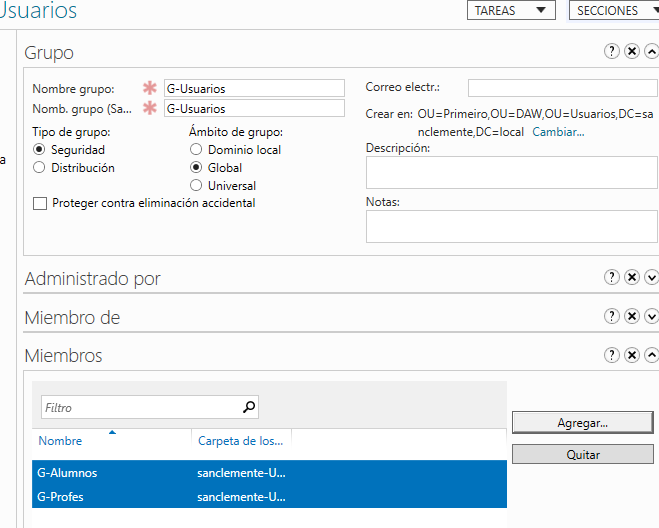 Usuarios
TAREAS
SECCIONES
Grupo
Nombre grupo:
G-Usuarios
Nomb. grupo (Sa...
G-Usuarios
Tipo de grupo:
Ámbito de grupo:
Seguridad
Dominio local
Distribución
Global
Universal
Proteger contra eliminación accidental
Correo electr.:
Crear en: OU=Primeiro,OU=DAW,OU=Usuarios,DC=sa
nclemente,DC=local Cambiar...
Descripción:
Notas:
a
Administrado por
Miembro de
Miembros
Filtro
Nombre
Carpeta de los...
G-Alumnos
sanclemente-U...
G-Profes
sanclemente-U...
Agregar...
Quitar